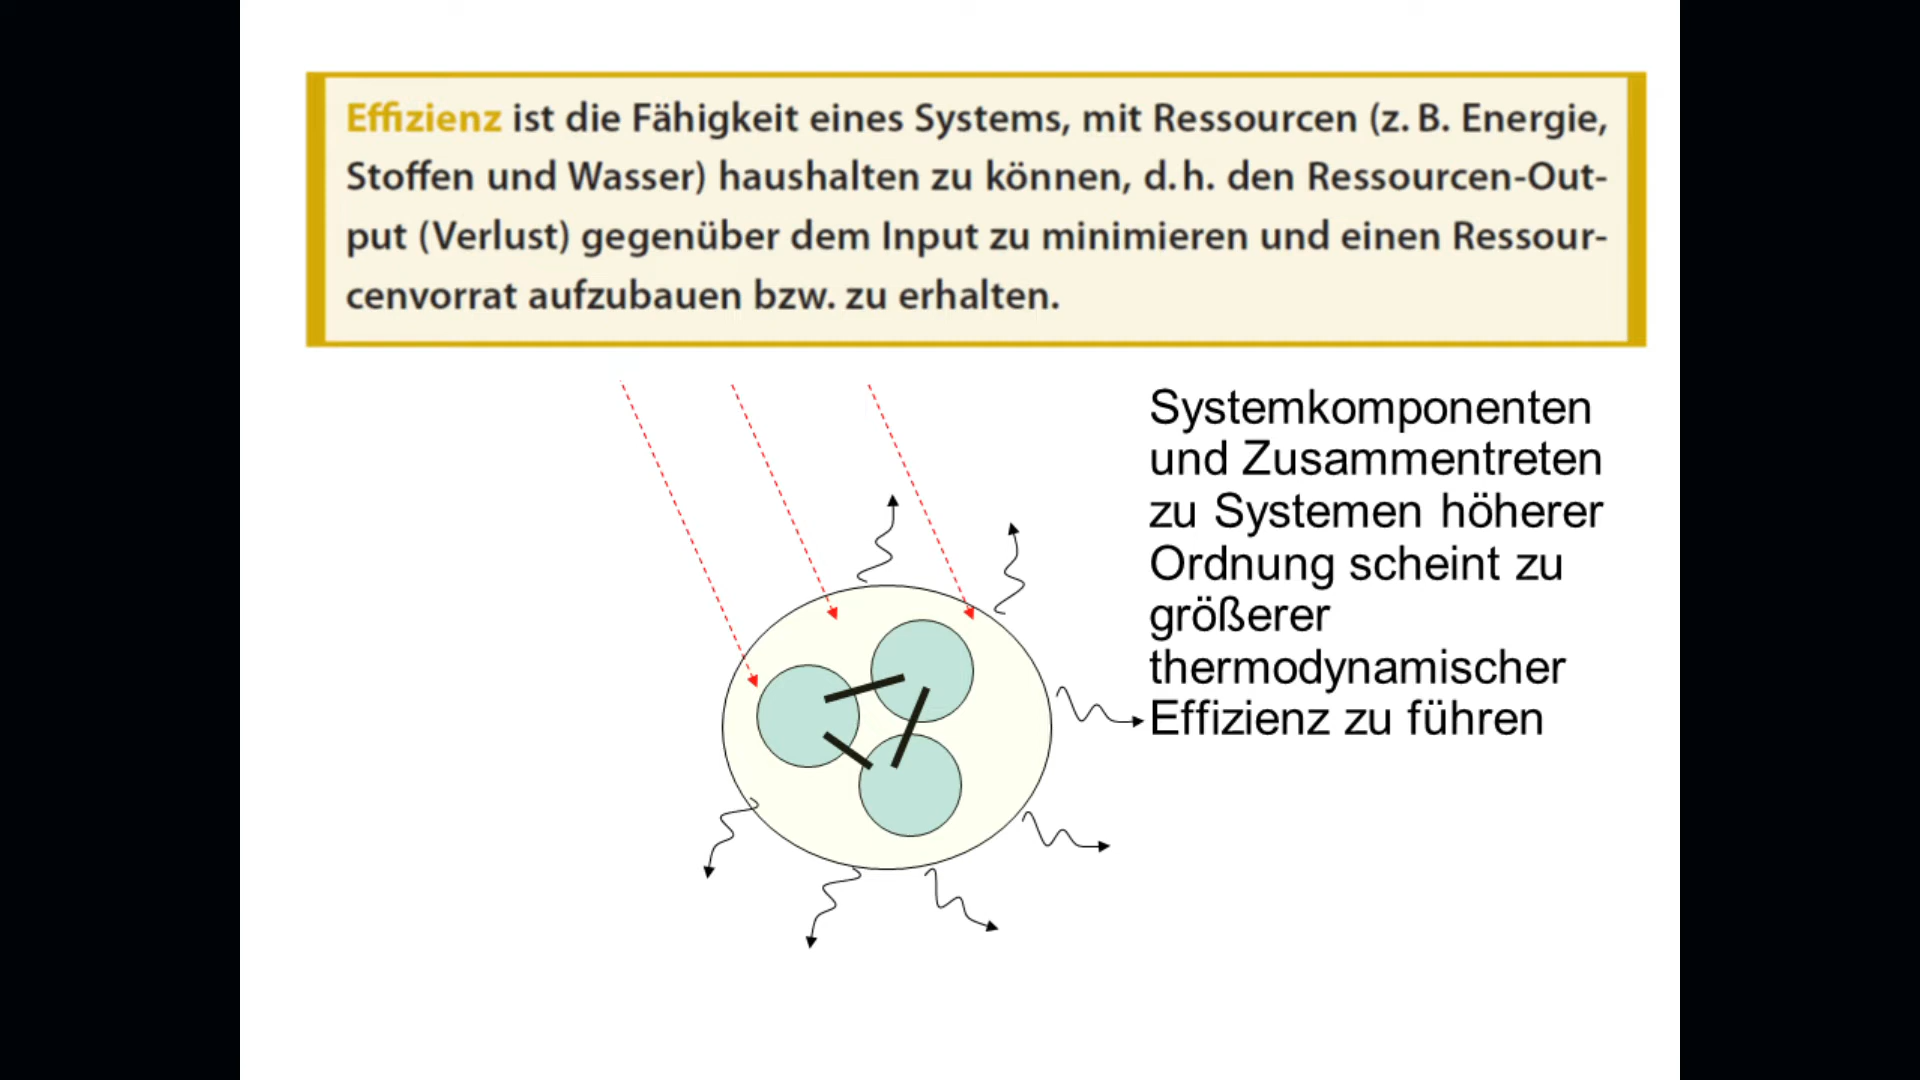 Effizienz ist die Fähigkeit eines Systems, mit Ressourcen (z. B. Energie,
Stoffen und Wasser) haushalten zu können, d. h. den Ressourcen-Out-
put (Verlust) gegenüber dem Input zu minimieren und einen Ressour-
cenvorrat aufzubauen bzw. zu erhalten.
Systemkomponenten
und Zusammentreten
zu Systemen höherer
Ordnung scheint zu
größerer
thermodynamischer
Effizienz zu führen